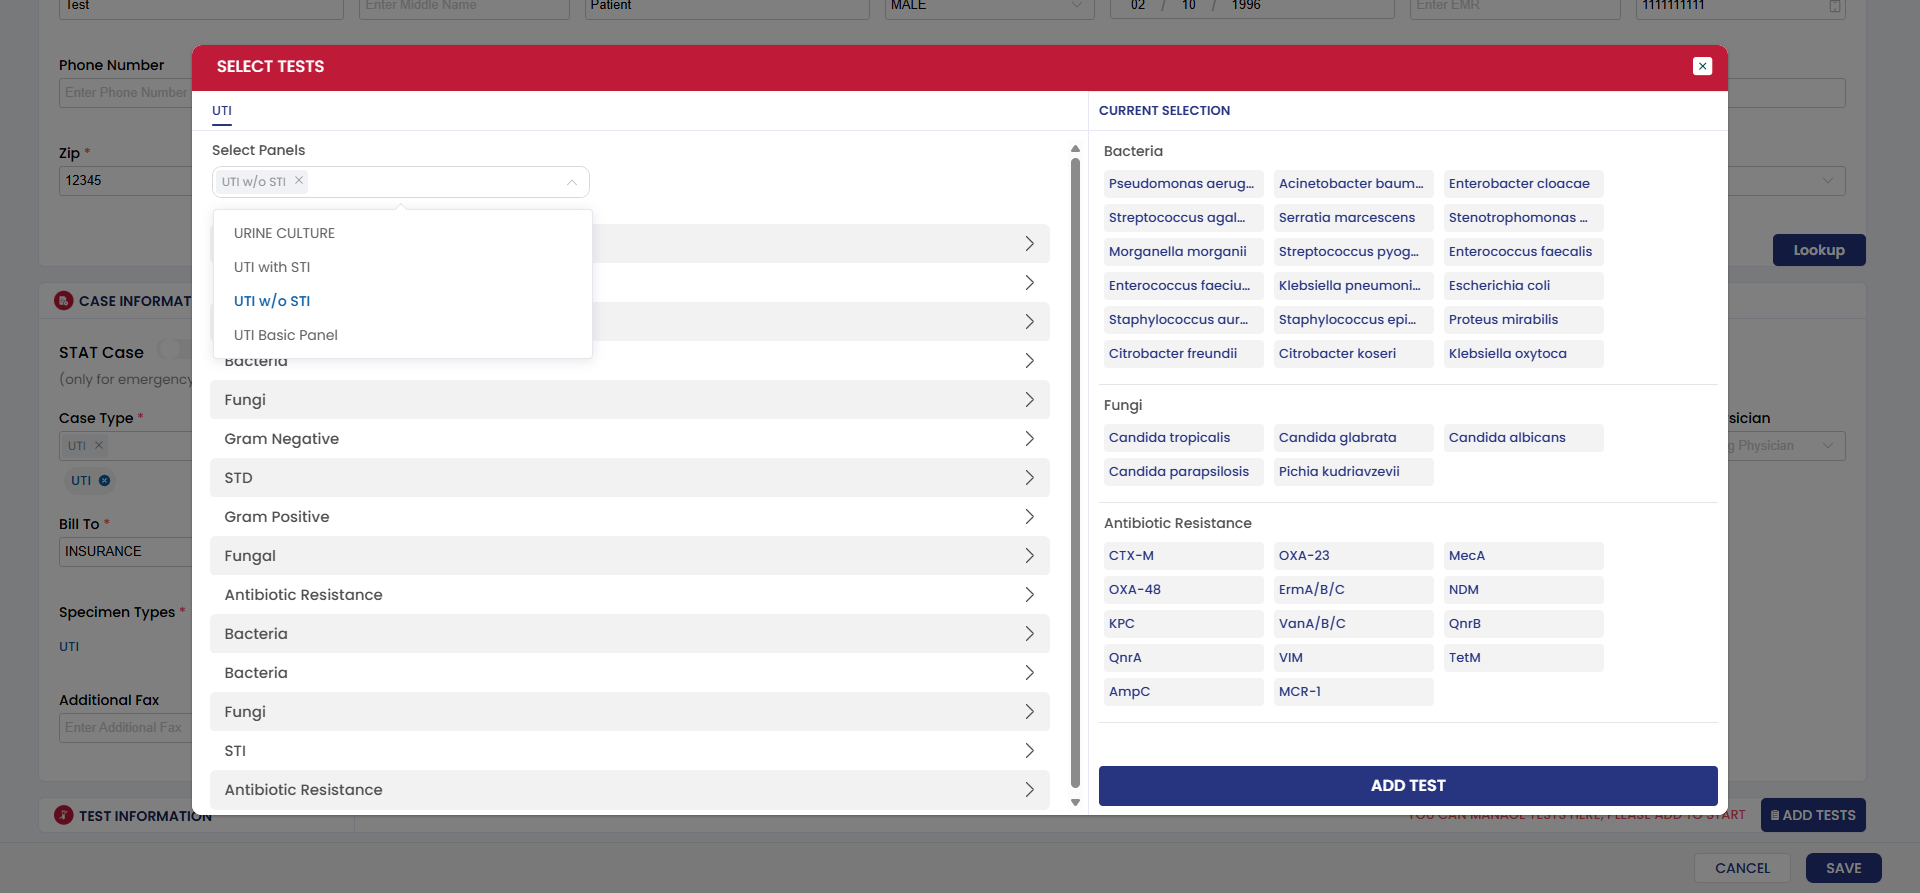 Test
Enter Middle Name
Patient
MALE
02 / 10 / 1996
Enter EMR
1111111111
Phone Number
Enter Phone Number
Zip *
12345
Lookup
CASE INFORMAT
STAT Case
(only for emergency
Case Type *
UTI
UTI
Bill To *
INSURANCE
Specimen Types *
UTI
Additional Fax
Enter Additional Fax
sician
g Physician
SELECT TESTS
UTI
Select Panels
UTI w/o STI
URINE CULTURE
UTI with STI
UTI w/o STI
UTI Basic Panel
Bacteria
Fungi
Gram Negative
STD
Gram Positive
Fungal
Antibiotic Resistance
Bacteria
Bacteria
Fungi
STI
Antibiotic Resistance
CURRENT SELECTION
Bacteria
Pseudomonas aerug... Acinetobacter baum... Enterobacter cloacae
Streptococcus agal... Serratia marcescens Stenotrophomonas ...
Morganella morganii Streptococcus pyog... Enterococcus faecalis
Enterococcus faeciu... Klebsiella pneumoni... Escherichia coli
Staphylococcus aur... Staphylococcus epi... Proteus mirabilis
Citrobacter freundii Citrobacter koseri Klebsiella oxytoca
Fungi
Candida tropicalis Candida glabrata Candida albicans
Candida parapsilosis Pichia kudriavzevii
Antibiotic Resistance
CTX-M OXA-23 MecA
OXA-48 ErmA/B/C NDM
KPC VanA/B/C QnrB
QnrA VIM TetM
AmpC MCR-1
ADD TEST
TEST INFORMATION
YOU CAN MANAGE TESTS HERE, PLEASE ADD TO START
ADD TESTS
CANCEL
SAVE